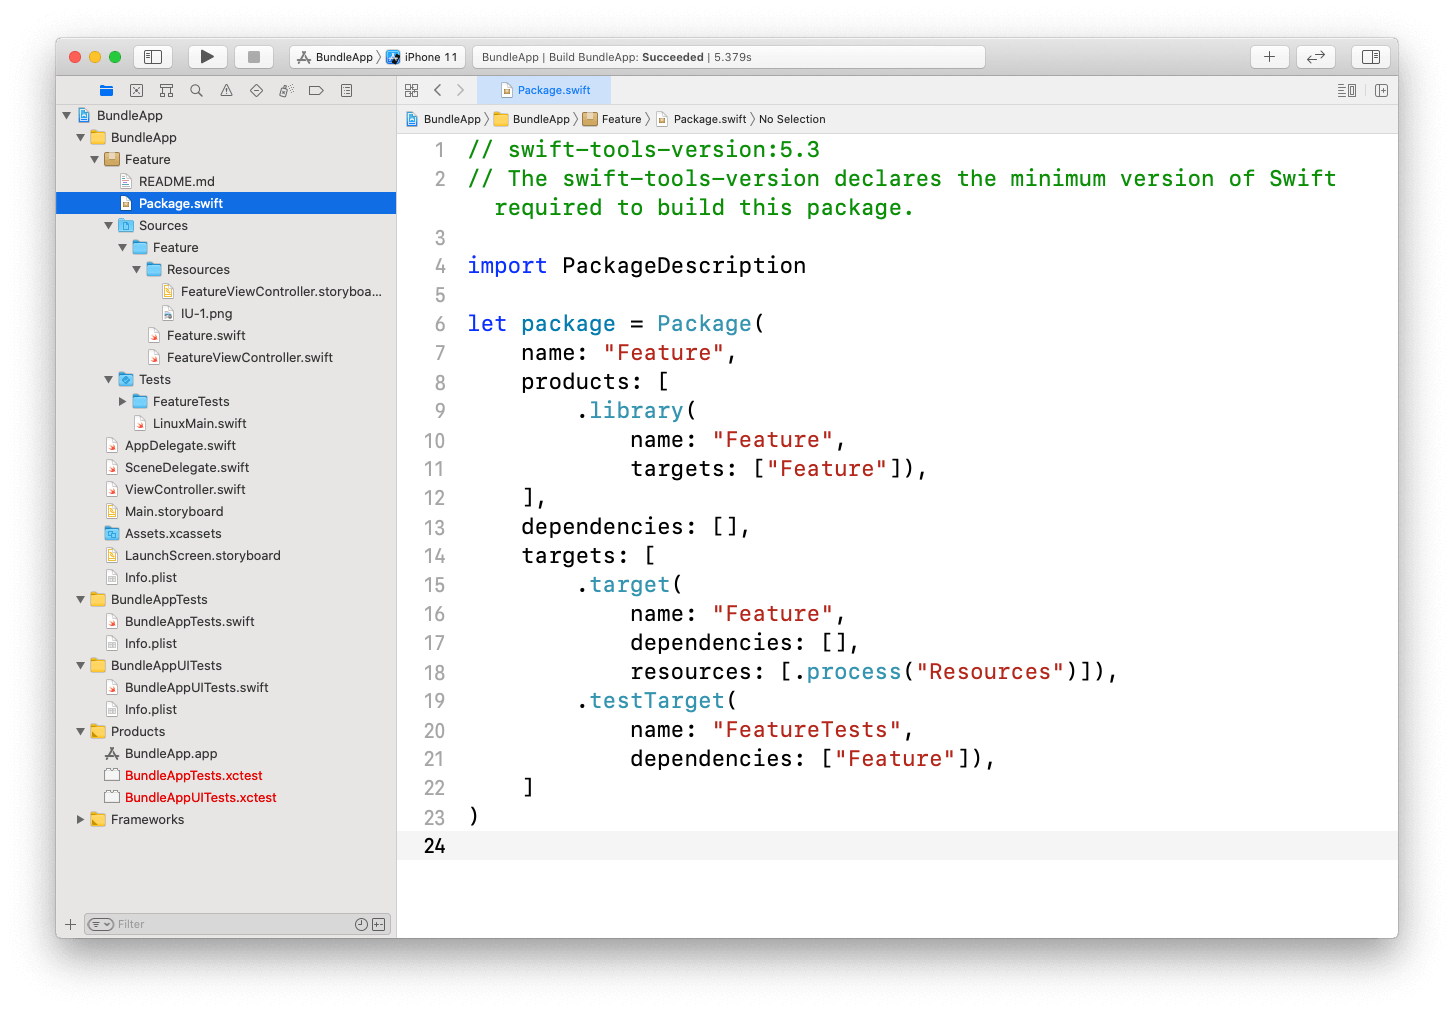 BundleApp iPhone 11 BundleApp | Build BundleApp: Succeeded | 5.379s
Package.swift
BundleApp BundleApp Feature Package.swift No Selection
BundleApp
BundleApp
Feature
README.md
Package.swift
Sources
Feature
Resources
FeatureViewController.storyboa...
IU-1.png
Feature.swift
FeatureViewController.swift
Tests
FeatureTests
LinuxMain.swift
AppDelegate.swift
SceneDelegate.swift
ViewController.swift
Main.storyboard
Assets.xcassets
LaunchScreen.storyboard
Info.plist
BundleAppTests
BundleAppTests.swift
Info.plist
BundleAppUITests
BundleAppUITests.swift
Info.plist
Products
BundleApp.app
BundleAppTests.xctest
BundleAppUITests.xctest
Frameworks
Filter
1 // swift-tools-version:5.3
2 // The swift-tools-version declares the minimum version of Swift
required to build this package.
3
4 import PackageDescription
5
6 let package = Package(
7 name: "Feature",
8 products: [
9 .library(
10 name: "Feature",
11 targets: ["Feature"]),
12 ],
13 dependencies: [],
14 targets: [
15 .target(
16 name: "Feature",
17 dependencies: [],
18 resources: [.process("Resources")]),
19 .testTarget(
20 name: "FeatureTests",
21 dependencies: ["Feature"]),
22 ]
23 )
24